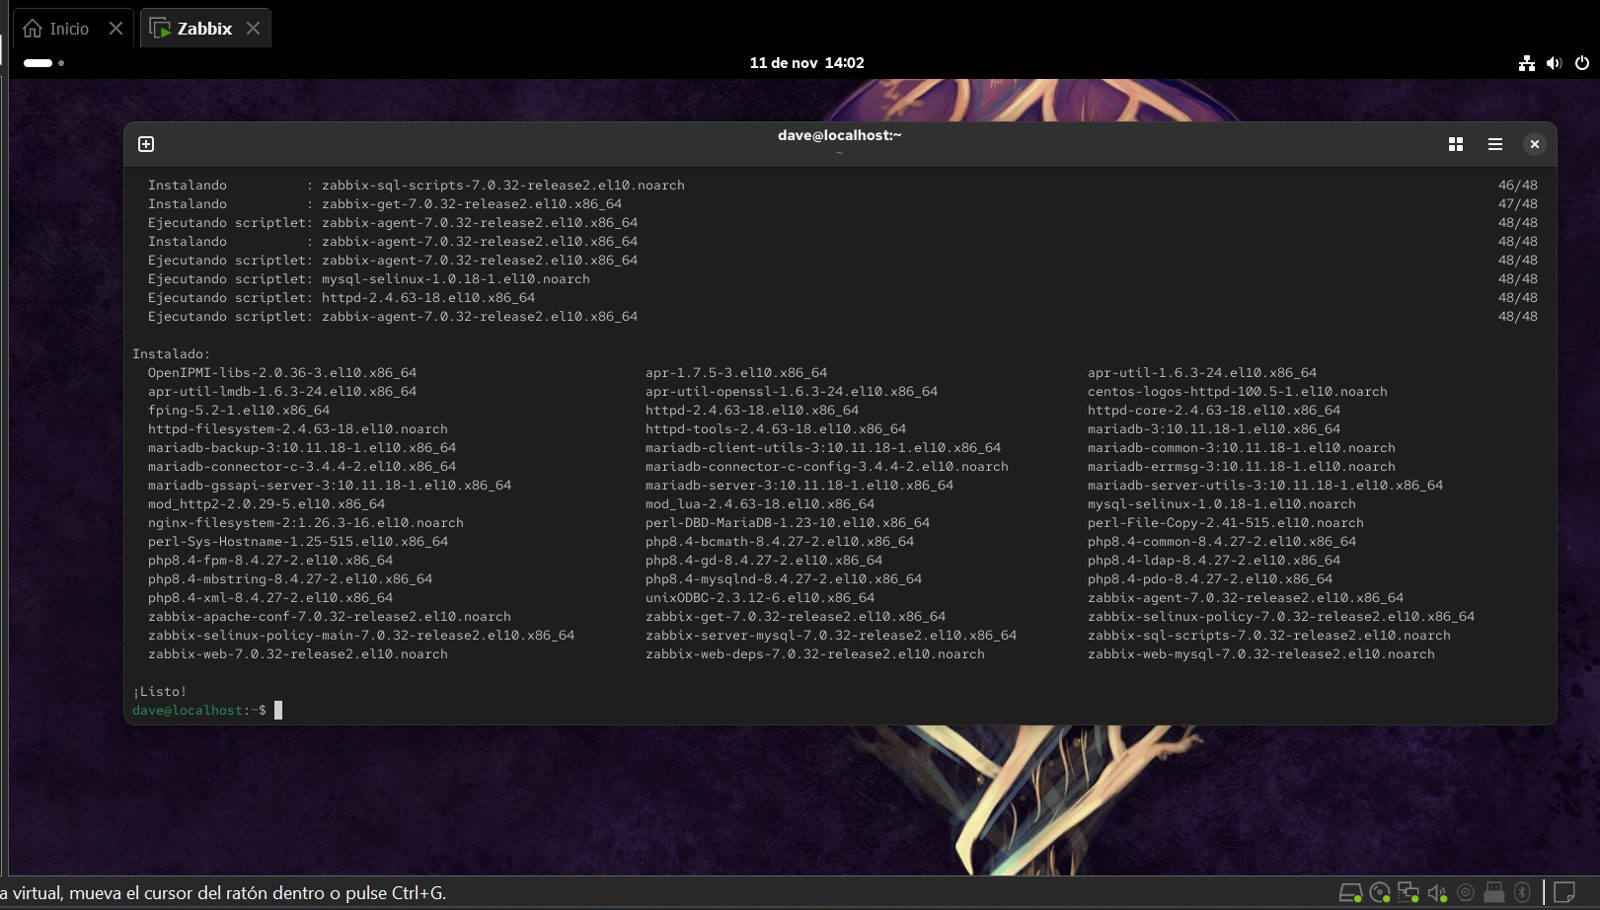 Inicio
Zabbix
11 de nov 14:02
dave@localhost:~
~
Instalando : zabbix-sql-scripts-7.0.32-release2.el10.noarch 46/48
Instalando : zabbix-get-7.0.32-release2.el10.x86_64 47/48
Ejecutando scriptlet: zabbix-agent-7.0.32-release2.el10.x86_64 48/48
Instalando : zabbix-agent-7.0.32-release2.el10.x86_64 48/48
Ejecutando scriptlet: zabbix-agent-7.0.32-release2.el10.x86_64 48/48
Ejecutando scriptlet: mysql-selinux-1.0.18-1.el10.noarch 48/48
Ejecutando scriptlet: httpd-2.4.63-18.el10.x86_64 48/48
Ejecutando scriptlet: zabbix-agent-7.0.32-release2.el10.x86_64 48/48
Instalado:
OpenIPMI-libs-2.0.36-3.el10.x86_64 apr-1.7.5-3.el10.x86_64 apr-util-1.6.3-24.el10.x86_64
apr-util-lmdb-1.6.3-24.el10.x86_64 apr-util-openssl-1.6.3-24.el10.x86_64 centos-logos-httpd-100.5-1.el10.noarch
fping-5.2-1.el10.x86_64 httpd-2.4.63-18.el10.x86_64 httpd-core-2.4.63-18.el10.x86_64
httpd-filesystem-2.4.63-18.el10.noarch httpd-tools-2.4.63-18.el10.x86_64 mariadb-3:10.11.18-1.el10.x86_64
mariadb-backup-3:10.11.18-1.el10.x86_64 mariadb-client-utils-3:10.11.18-1.el10.x86_64 mariadb-common-3:10.11.18-1.el10.noarch
mariadb-connector-c-3.4.4-2.el10.x86_64 mariadb-connector-c-config-3.4.4-2.el10.noarch mariadb-errmsg-3:10.11.18-1.el10.noarch
mariadb-gssapi-server-3:10.11.18-1.el10.x86_64 mariadb-server-3:10.11.18-1.el10.x86_64 mariadb-server-utils-3:10.11.18-1.el10.x86_64
mod_http2-2.0.29-5.el10.x86_64 mod_lua-2.4.63-18.el10.x86_64 mysql-selinux-1.0.18-1.el10.noarch
nginx-filesystem-2:1.26.3-16.el10.noarch perl-DBD-MariaDB-1.23-10.el10.x86_64 perl-File-Copy-2.41-515.el10.noarch
perl-Sys-Hostname-1.25-515.el10.x86_64 php8.4-bcmath-8.4.27-2.el10.x86_64 php8.4-common-8.4.27-2.el10.x86_64
php8.4-fpm-8.4.27-2.el10.x86_64 php8.4-gd-8.4.27-2.el10.x86_64 php8.4-ldap-8.4.27-2.el10.x86_64
php8.4-mbstring-8.4.27-2.el10.x86_64 php8.4-mysqlnd-8.4.27-2.el10.x86_64 php8.4-pdo-8.4.27-2.el10.x86_64
php8.4-xml-8.4.27-2.el10.x86_64 unixODBC-2.3.12-6.el10.x86_64 zabbix-agent-7.0.32-release2.el10.x86_64
zabbix-apache-conf-7.0.32-release2.el10.noarch zabbix-get-7.0.32-release2.el10.x86_64 zabbix-selinux-policy-7.0.32-release2.el10.x86_64
zabbix-selinux-policy-main-7.0.32-release2.el10.x86_64 zabbix-server-mysql-7.0.32-release2.el10.x86_64 zabbix-sql-scripts-7.0.32-release2.el10.noarch
zabbix-web-7.0.32-release2.el10.noarch zabbix-web-deps-7.0.32-release2.el10.noarch zabbix-web-mysql-7.0.32-release2.el10.noarch
¡Listo!
dave@localhost:~$
a virtual, mueva el cursor del ratón dentro o pulse Ctrl+G.